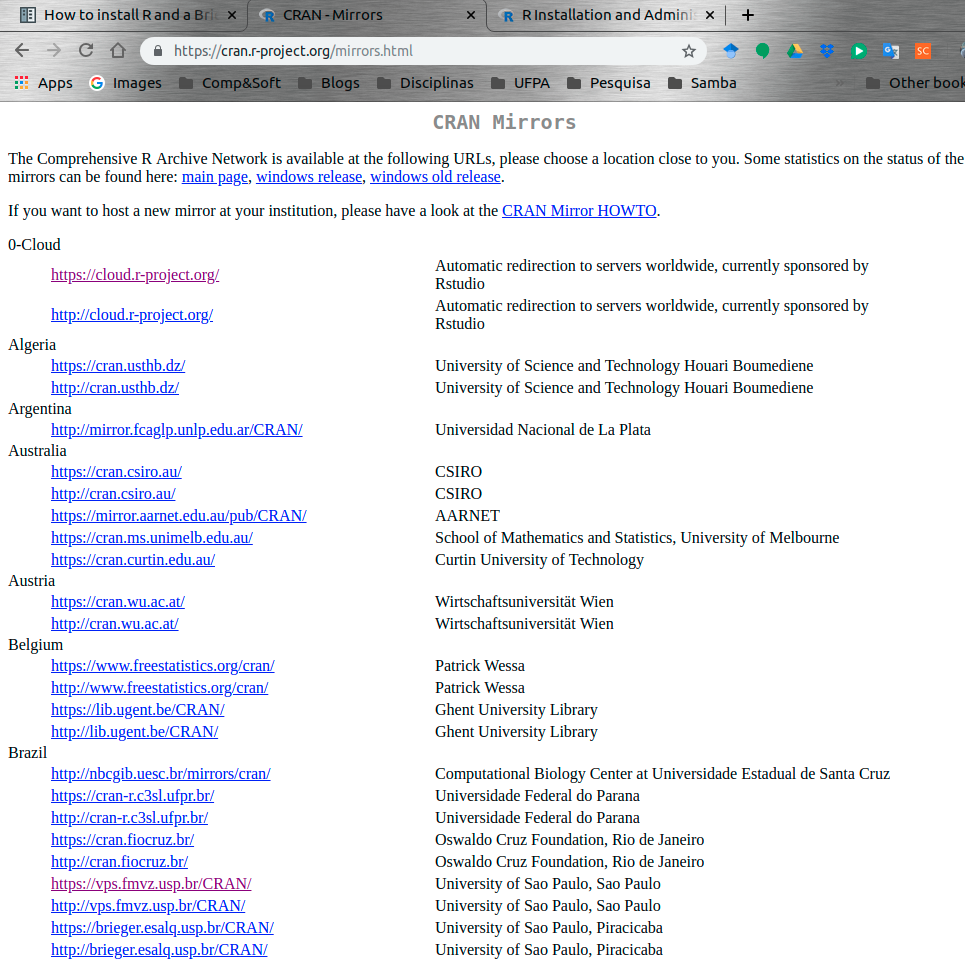 How to install R and a Bri
CRAN - Mirrors
R Installation and Admini
https://cran.r-project.org/mirrors.html
SC
Apps Images Comp&Soft Blogs Disciplinas UFPA Pesquisa Samba » Other book
CRAN Mirrors
The Comprehensive R Archive Network is available at the following URLs, please choose a location close to you. Some statistics on the status of the
mirrors can be found here: main page, windows release, windows old release.
If you want to host a new mirror at your institution, please have a look at the CRAN Mirror HOWTO.
0-Cloud
https://cloud.r-project.org/ Automatic redirection to servers worldwide, currently sponsored by
Rstudio
http://cloud.r-project.org/ Automatic redirection to servers worldwide, currently sponsored by
Rstudio
Algeria
https://cran.usthb.dz/ University of Science and Technology Houari Boumediene
http://cran.usthb.dz/ University of Science and Technology Houari Boumediene
Argentina
http://mirror.fcaglp.unlp.edu.ar/CRAN/ Universidad Nacional de La Plata
Australia
https://cran.csiro.au/ CSIRO
http://cran.csiro.au/ CSIRO
https://mirror.aarnet.edu.au/pub/CRAN/ AARNET
https://cran.ms.unimelb.edu.au/ School of Mathematics and Statistics, University of Melbourne
https://cran.curtin.edu.au/ Curtin University of Technology
Austria
https://cran.wu.ac.at/ Wirtschaftsuniversität Wien
http://cran.wu.ac.at/ Wirtschaftsuniversität Wien
Belgium
https://www.freestatistics.org/cran/ Patrick Wessa
http://www.freestatistics.org/cran/ Patrick Wessa
https://lib.ugent.be/CRAN/ Ghent University Library
http://lib.ugent.be/CRAN/ Ghent University Library
Brazil
http://nbcgib.uesc.br/mirrors/cran/ Computational Biology Center at Universidade Estadual de Santa Cruz
https://cran-r.c3sl.ufpr.br/ Universidade Federal do Parana
http://cran-r.c3sl.ufpr.br/ Universidade Federal do Parana
https://cran.fiocruz.br/ Oswaldo Cruz Foundation, Rio de Janeiro
http://cran.fiocruz.br/ Oswaldo Cruz Foundation, Rio de Janeiro
https://vps.fmvz.usp.br/CRAN/ University of Sao Paulo, Sao Paulo
http://vps.fmvz.usp.br/CRAN/ University of Sao Paulo, Sao Paulo
https://brieger.esalq.usp.br/CRAN/ University of Sao Paulo, Piracicaba
http://brieger.esalq.usp.br/CRAN/ University of Sao Paulo, Piracicaba